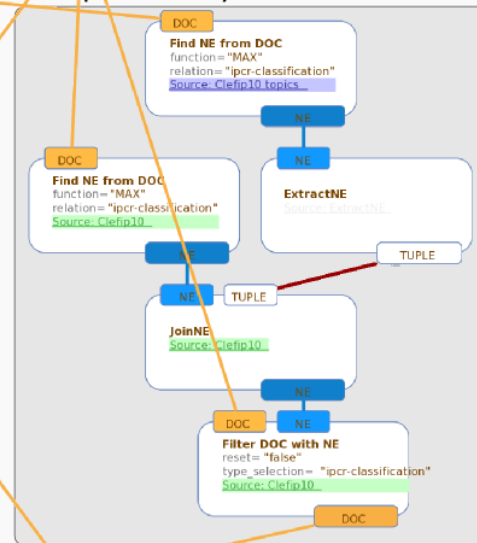 DOC
Find NE from DOC
function="MAX"
relation="ipcr-classification"
Source: Clefip10 topics
NE
DOC
NE
Find NE from DOC
function="MAX"
relation="ipcr-classification"
Source: Clefip10
ExtractNE
Source: ExtractNE
NE
TUPLE
NE
TUPLE
JoinNE
Source: Clefip10
NE
DOC
NE
Filter DOC with NE
reset= "false"
type_selection= "ipcr-classification"
Source: Clefip10
DOC